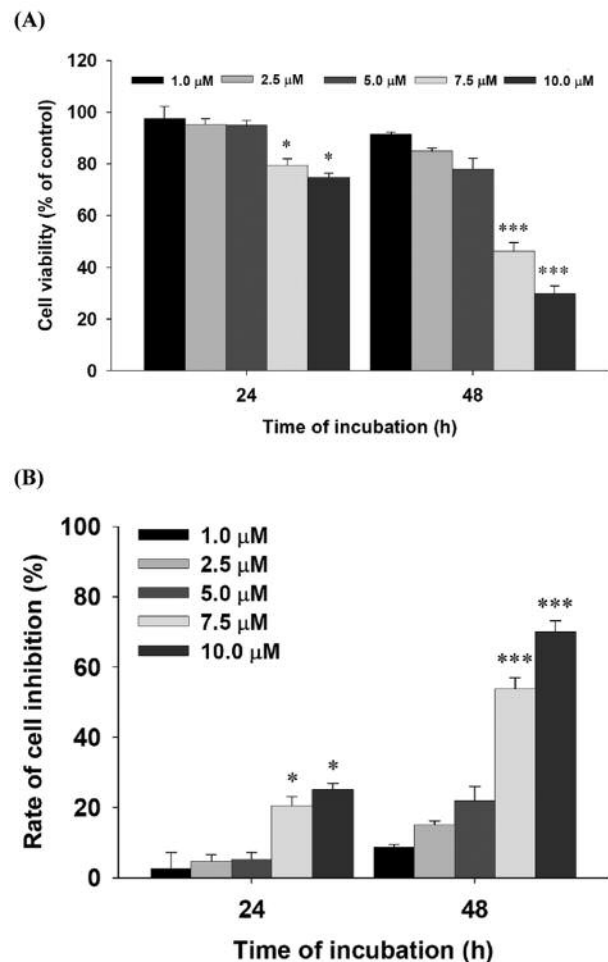 (A)
120
100
80
60
40
20
0
Cell viability (% of control)
1.0 μM 2.5 μM 5.0 μM 7.5 μM 10.0 μM
* *
***
***
24 48
Time of incubation (h)
(B)
100
80
60
40
20
0
Rate of cell inhibition (%)
1.0 μM
2.5 μM
5.0 μM
7.5 μM
10.0 μM
***
***
* *
24 48
Time of incubation (h)